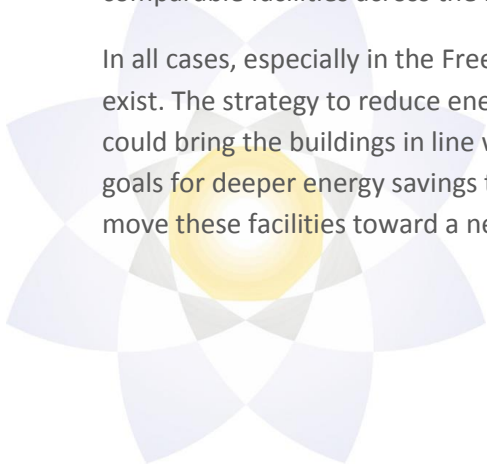 comparable facilities across the
In all cases, especially in the Free
exist. The strategy to reduce ene
could bring the buildings in line
goals for deeper energy savings
move these facilities toward a ne